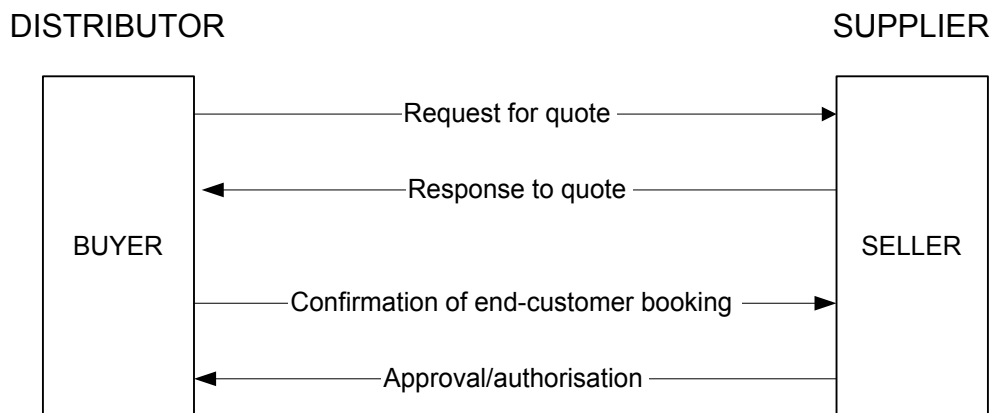 DISTRIBUTOR
SUPPLIER
Request for quote
Response to quote
BUYER
SELLER
Confirmation of end-customer booking
Approval/authorisation